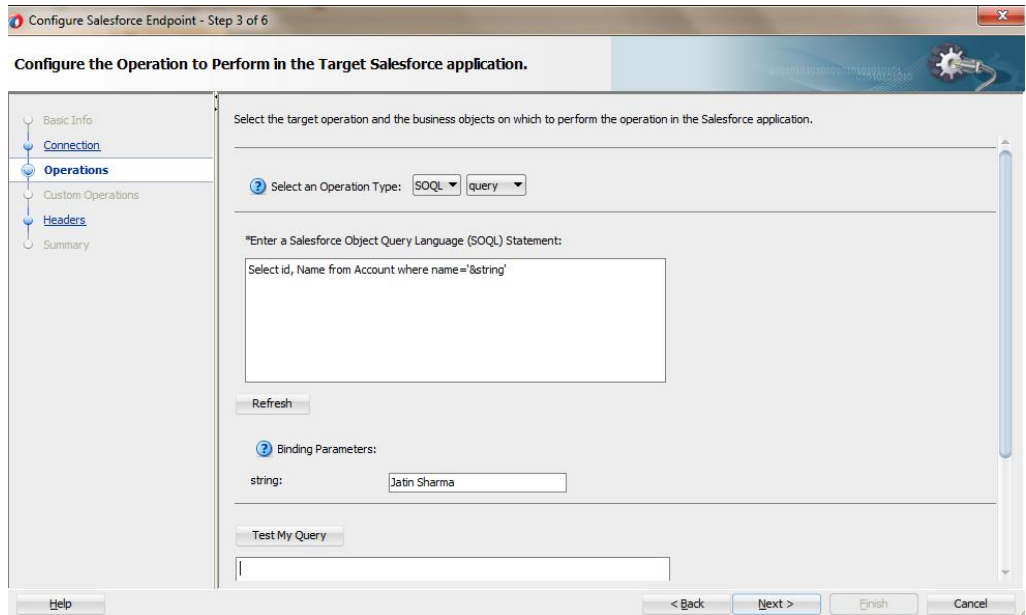 Configure Salesforce Endpoint - Step 3 of 6
Configure the Operation to Perform in the Target Salesforce application.
Basic Info
Connection
Operations
Custom Operations
Headers
Summary
Select the target operation and the business objects on which to perform the operation in the Salesforce application.
Select an Operation Type: SOQL query
*Enter a Salesforce Object Query Language (SOQL) Statement:
Select id, Name from Account where name='&string'
Refresh
Binding Parameters:
string: Jatin Sharma
Test My Query
Help < Back Next > Finish Cancel